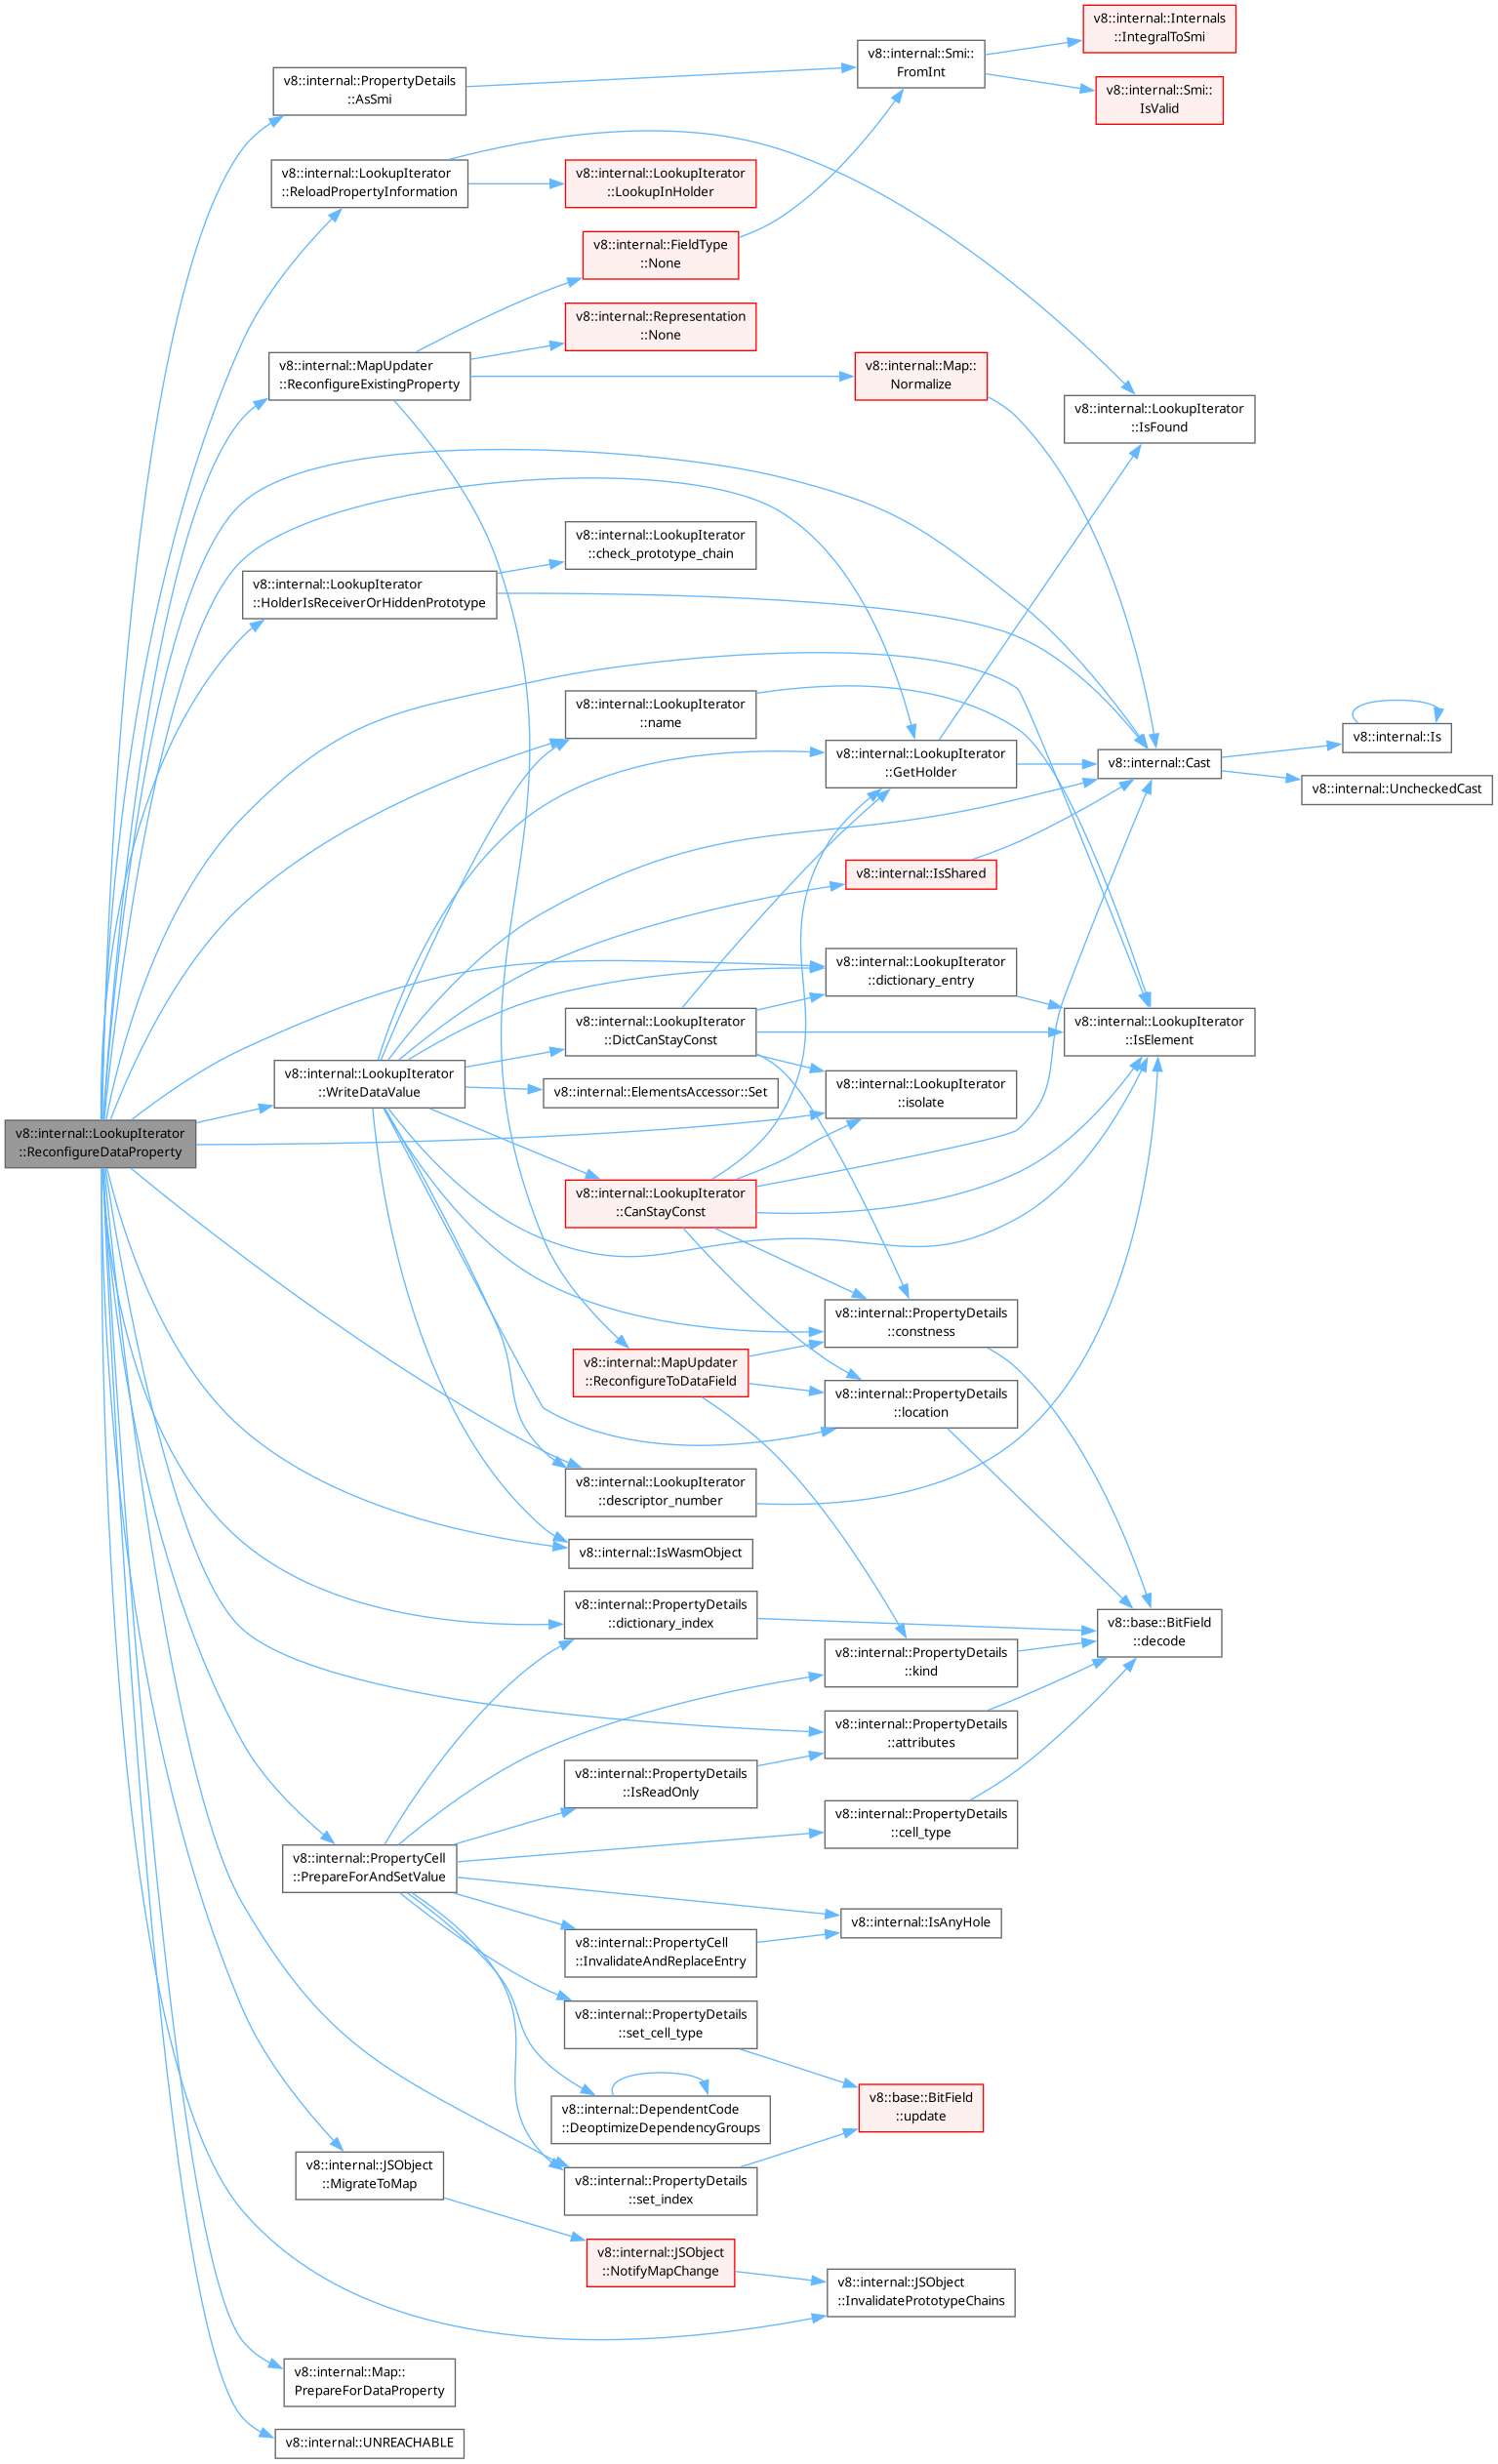 v8::internal::Internals
::IntegralToSmi
v8::internal::Smi::
FromInt
v8::internal::PropertyDetails
::AsSmi
v8::internal::Smi::
IsValid
v8::internal::LookupIterator
::ReloadPropertyInformation
v8::internal::LookupIterator
::LookupInHolder
v8::internal::FieldType
::None
v8::internal::Representation
::None
v8::internal::MapUpdater
::ReconfigureExistingProperty
v8::internal::Map::
Normalize
v8::internal::LookupIterator
::IsFound
v8::internal::LookupIterator
::check_prototype_chain
v8::internal::LookupIterator
::HolderIsReceiverOrHiddenPrototype
v8::internal::LookupIterator
::name
v8::internal::LookupIterator
::GetHolder
v8::internal::Cast
v8::internal::Is
v8::internal::UncheckedCast
v8::internal::IsShared
v8::internal::LookupIterator
::dictionary_entry
v8::internal::LookupIterator
::DictCanStayConst
v8::internal::LookupIterator
::IsElement
v8::internal::LookupIterator
::WriteDataValue
v8::internal::ElementsAccessor::Set
v8::internal::LookupIterator
::isolate
v8::internal::LookupIterator
::ReconfigureDataProperty
v8::internal::LookupIterator
::CanStayConst
v8::internal::PropertyDetails
::constness
v8::internal::MapUpdater
::ReconfigureToDataField
v8::internal::PropertyDetails
::location
v8::internal::LookupIterator
::descriptor_number
v8::internal::IsWasmObject
v8::internal::PropertyDetails
::dictionary_index
v8::base::BitField
::decode
v8::internal::PropertyDetails
::kind
v8::internal::PropertyDetails
::attributes
v8::internal::PropertyDetails
::IsReadOnly
v8::internal::PropertyDetails
::cell_type
v8::internal::PropertyCell
::PrepareForAndSetValue
v8::internal::IsAnyHole
v8::internal::PropertyCell
::InvalidateAndReplaceEntry
v8::internal::PropertyDetails
::set_cell_type
v8::internal::DependentCode
::DeoptimizeDependencyGroups
v8::base::BitField
::update
v8::internal::JSObject
::MigrateToMap
v8::internal::PropertyDetails
::set_index
v8::internal::JSObject
::NotifyMapChange
v8::internal::JSObject
::InvalidatePrototypeChains
v8::internal::Map::
PrepareForDataProperty
v8::internal::UNREACHABLE